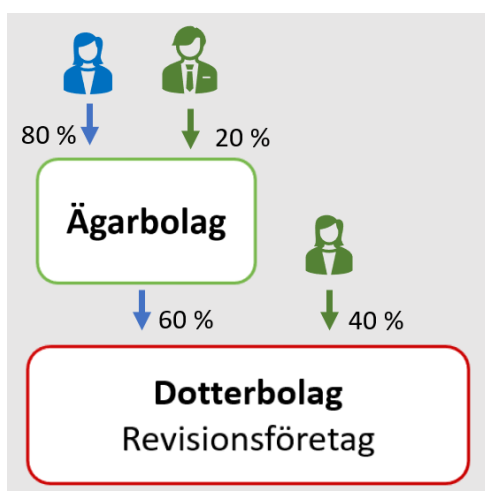 80 %
20 %
Ägarbolag
60 %
40 %
Dotterbolag
Revisionsföretag